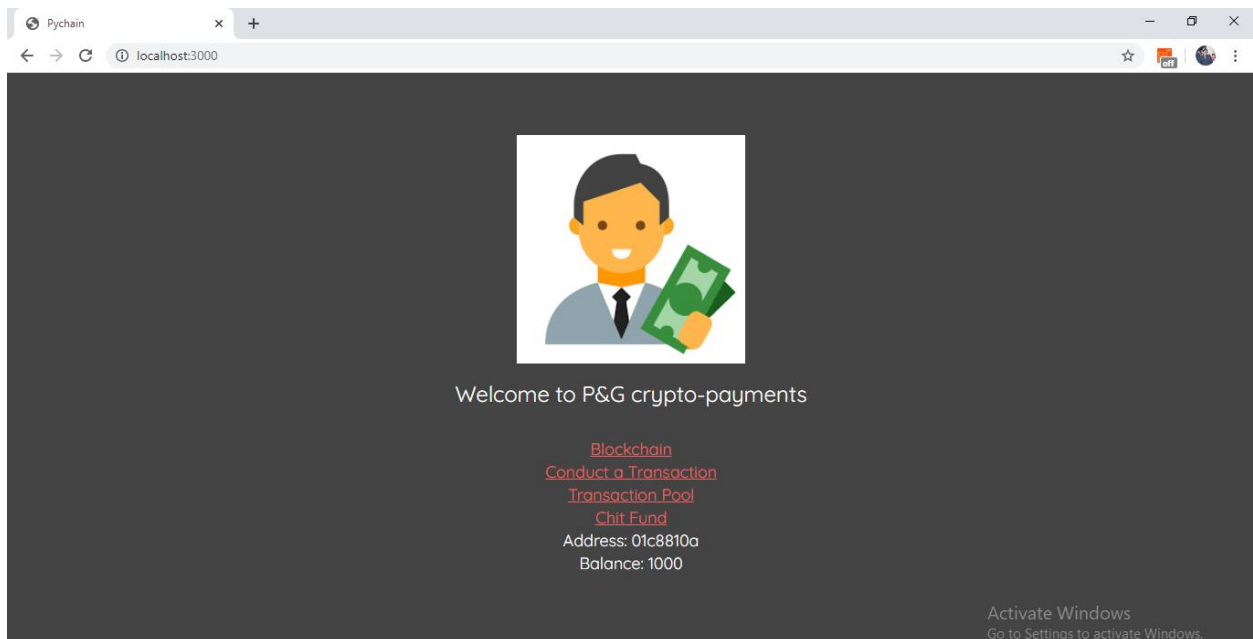 Pychain
localhost:3000
off
Welcome to P&G crypto-payments
Blockchain
Conduct a Transaction
Transaction Pool
Chit Fund
Address: 01c8810a
Balance: 1000
Activate Windows
Go to Settings to activate Windows.